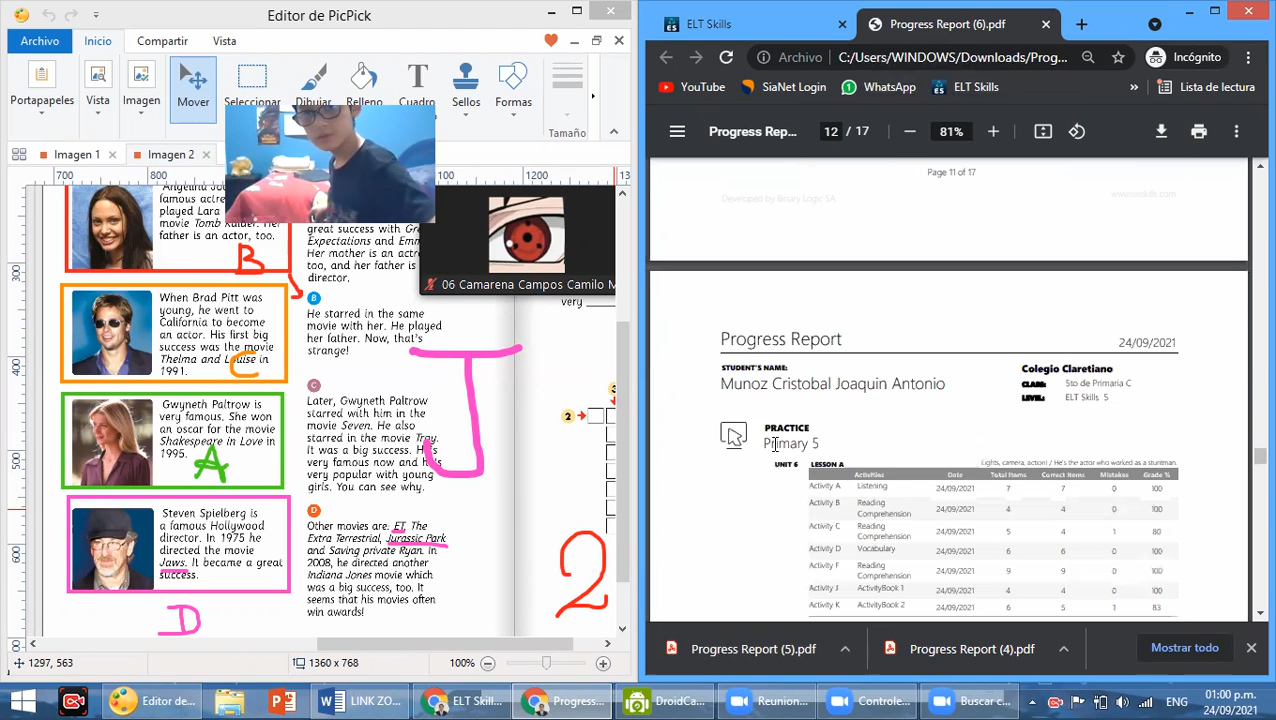 Editor de PicPick
Archivo
Inicio
Compartir
Vista
Portapapeles
Vista
Imagen
Mover
Seleccionar
Dibujar
Relleno
Cuadro
Sellos
Formas
Tamaño
Imagen 1
Imagen 2
700
800
1000
1200
famous actre
played Lara
movie Tomb Raider. Her
father is an actor, too.
B
When Brad Pitt was
young, he went to
California to become
an actor. His first big
success was the movie
Thelma and Louise in
1991.
C
Gwyneth Paltrow is
very famous. She won
an oscar for the movie
Shakespeare in Love in
1995.
A
Steven Spielberg is
a famous Hollywood
director. In 1975 he
directed the movie
Jaws. It became a great
success.
D
great success with
Expectations and Emm
Her mother is an actre
too, and her father is
director.
B
He starred in the same
movie with her. He played
her father. Now, that's
strange!
C
Later, Gwyneth Paltrow
starred with him in the
movie Seven. He also
starred in the movie Troy.
It was a big success. He's
very famous now and he's
very popular with young
girls. You can see why.
D
Other movies are: ET The
Extra Terrestrial, Jurassic Park
and Saving private Ryan. In
2008, he directed another
Indiana Jones movie which
was a big success, too. It
seems that his movies often
win awards!
J
06 Camarena Campos Camilo M
very
2
2
1297, 563
1360 x 768
100%
ELT Skills
Progress Report (6).pdf
Archivo
C:/Users/WINDOWS/Downloads/Prog...
Incógnito
YouTube
SiaNet Login
WhatsApp
ELT Skills
Lista de lectura
Progress Rep...
12 / 17
81%
Page 11 of 17
Developed by Binary Logic SA
Progress Report
24/09/2021
STUDENT'S NAME:
Munoz Cristobal Joaquin Antonio
Colegio Claretiano
CLASS: 5to de Primaria C
LEVEL: ELT Skills 5
PRACTICE
Primary 5
UNIT 6 LESSON A Lights, camera, action! / He's the actor who worked as a stuntman.
Activities Date Total Items Correct Items Mistakes Grade %
Activity A Listening 24/09/2021 7 7 0 100
Activity B Reading Comprehension 24/09/2021 4 4 0 100
Activity C Reading Comprehension 24/09/2021 5 4 1 80
Activity D Vocabulary 24/09/2021 6 6 0 100
Activity F Reading Comprehension 24/09/2021 9 9 0 100
Activity J ActivityBook 1 24/09/2021 4 4 0 100
Activity K ActivityBook 2 24/09/2021 6 5 1 83
Progress Report (5).pdf
Progress Report (4).pdf
Mostrar todo
Editor de...
LINK ZO...
ELT Skill...
Progress...
DroidCa...
Reunion...
Controle...
Buscar c...
ENG
01:00 p.m.
24/09/2021